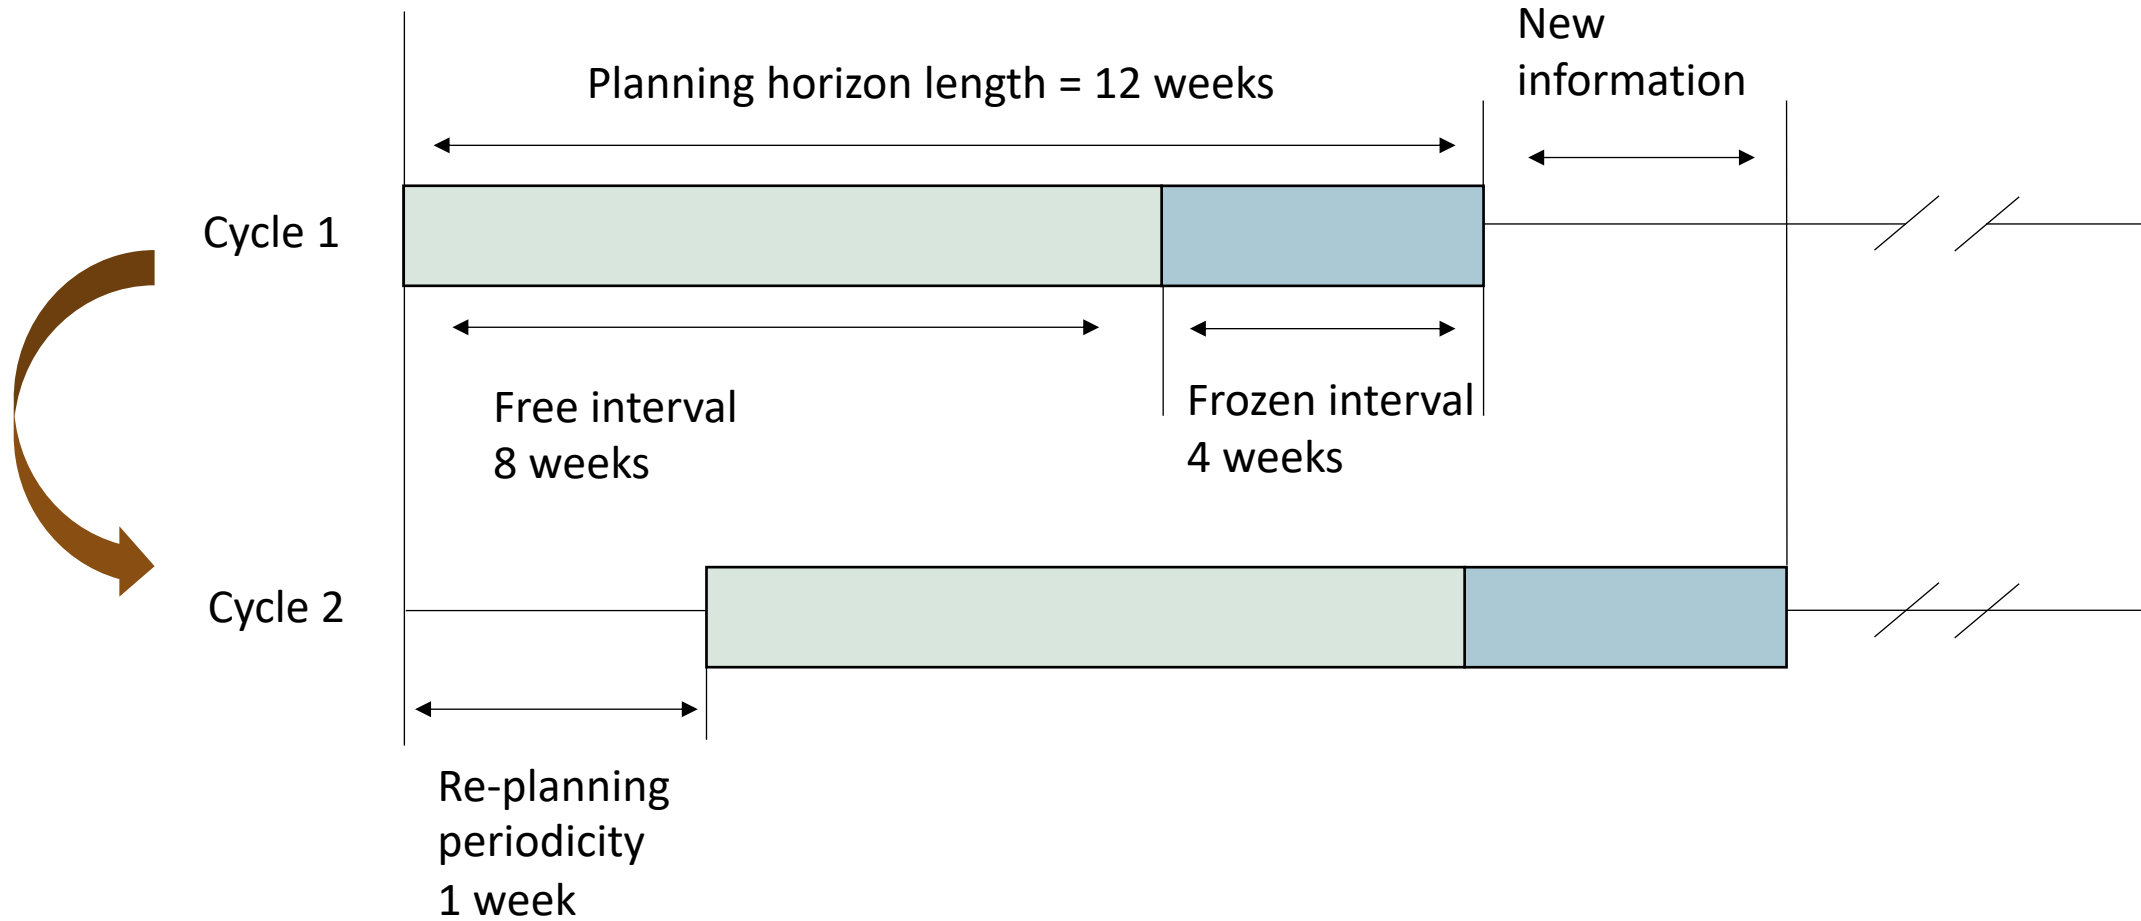 New
information
Planning horizon length = 12 weeks
Cycle 1
Free interval
8 weeks
Frozen interval
4 weeks
Cycle 2
Re-planning
periodicity
1 week